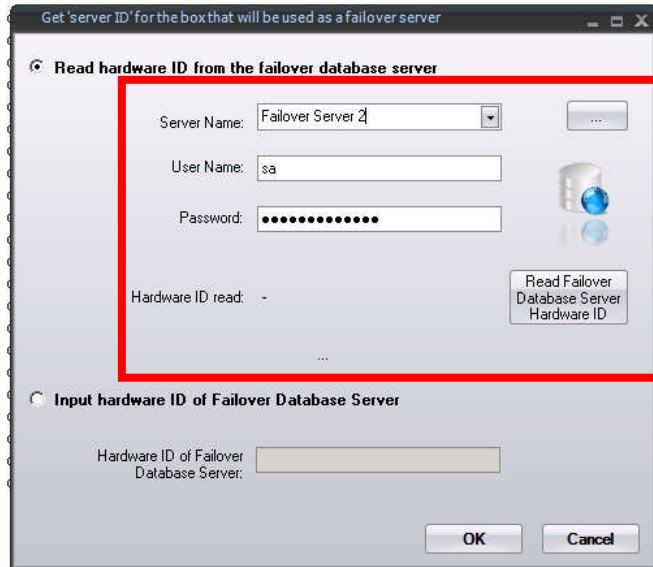 Get 'server ID' for the box that will be used as a failover server
Read hardware ID from the failover database server
Server Name: Failover Server 2 ...
User Name: sa
Password: •••••••••••••
Hardware ID read: -
Read Failover
Database Server
Hardware ID
...
Input hardware ID of Failover Database Server
Hardware ID of Failover
Database Server:
OK Cancel